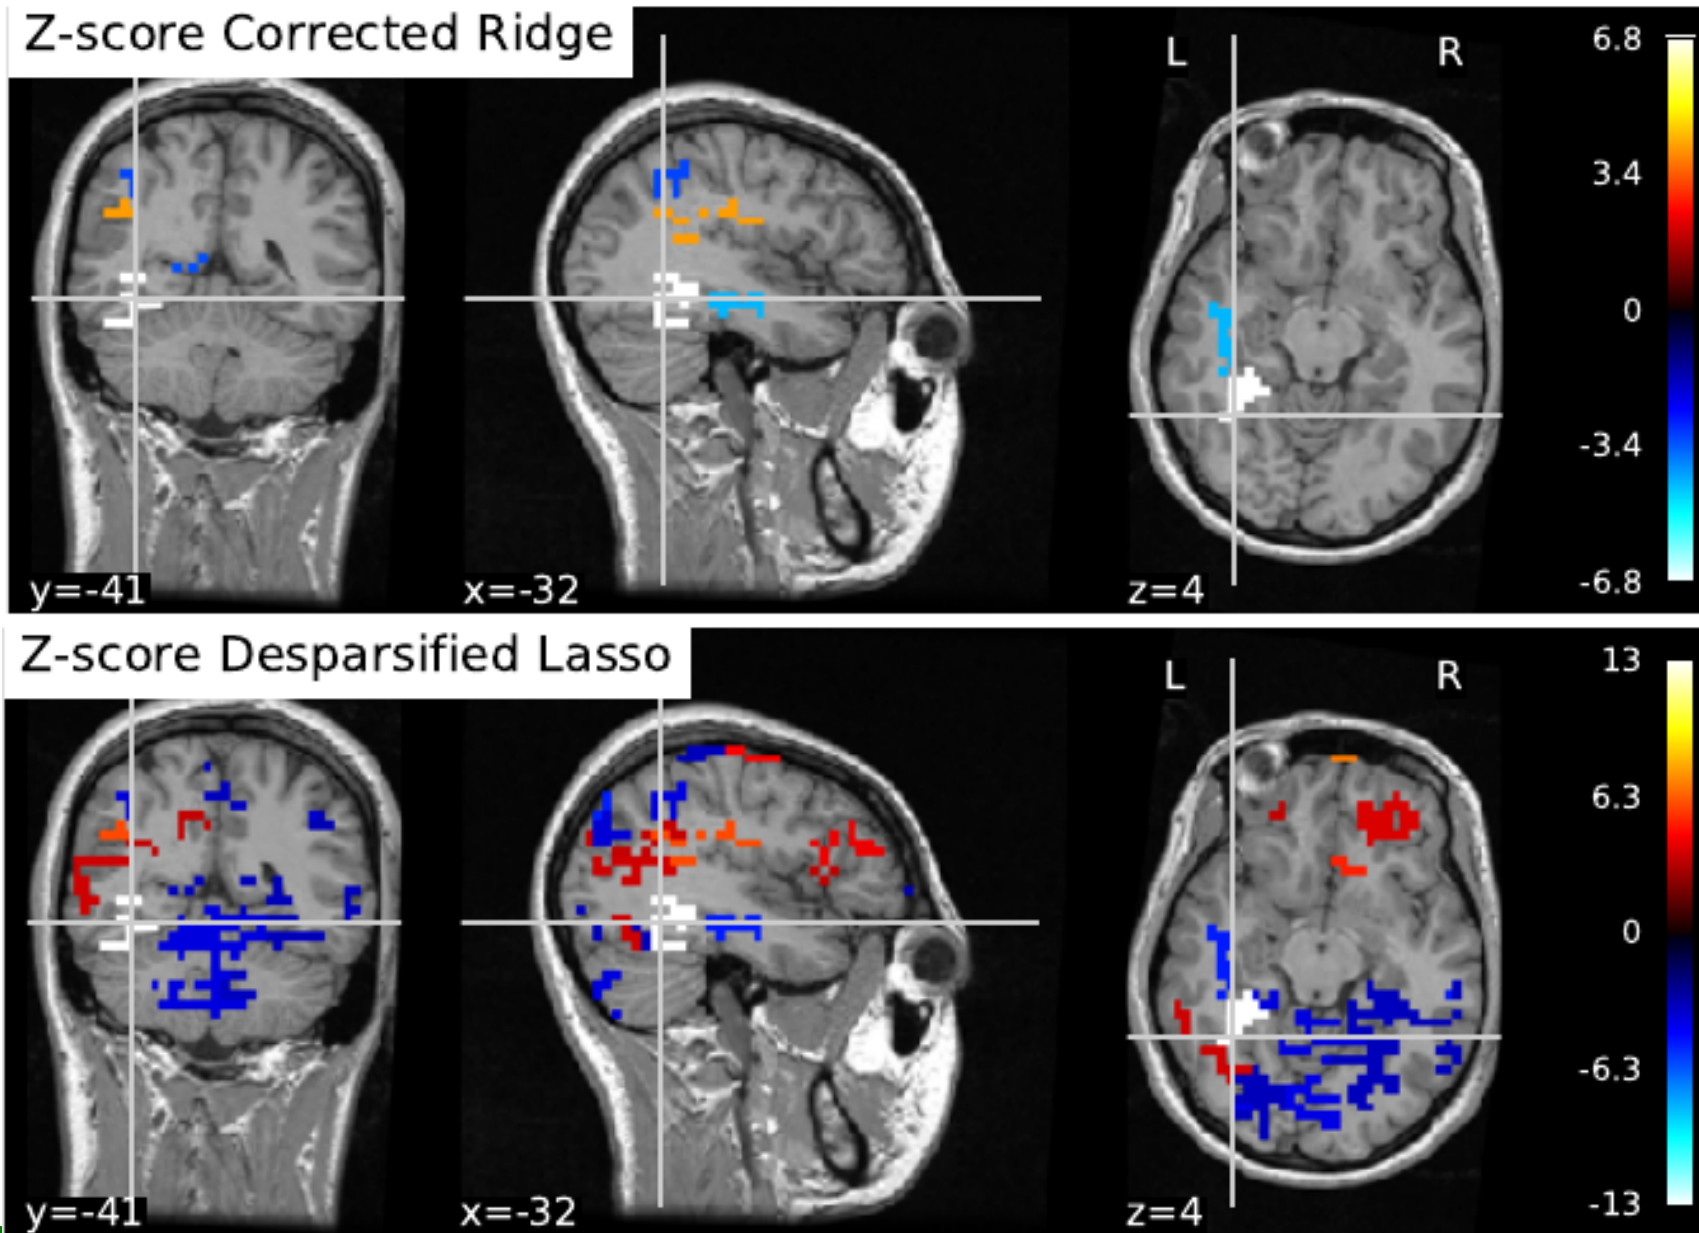 Z-score Corrected Ridge
L R
6.8
3.4
0
-3.4
-6.8
y=-41 x=-32 z=4
Z-score Desparsified Lasso
L R
13
6.3
0
-6.3
-13
y=-41 x=-32 z=4